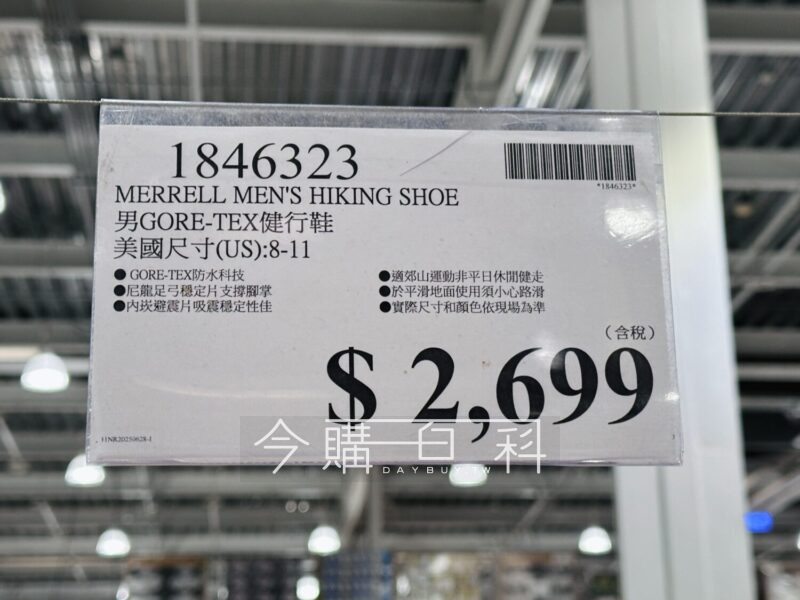 1846323
*1846323*
MERRELL MEN'S HIKING SHOE
男GORE-TEX健行鞋
美國尺寸(US):8-11
● GORE-TEX防水科技
●尼龍足弓穩定片支撐腳掌
●內崁避震片吸震穩定性佳
●適郊山運動非平日休閒健走
●於平滑地面使用須小心路滑
●實際尺寸和顏色依現場為準
(含稅)
$ 2,699
今購百科
DAYBUY.TW